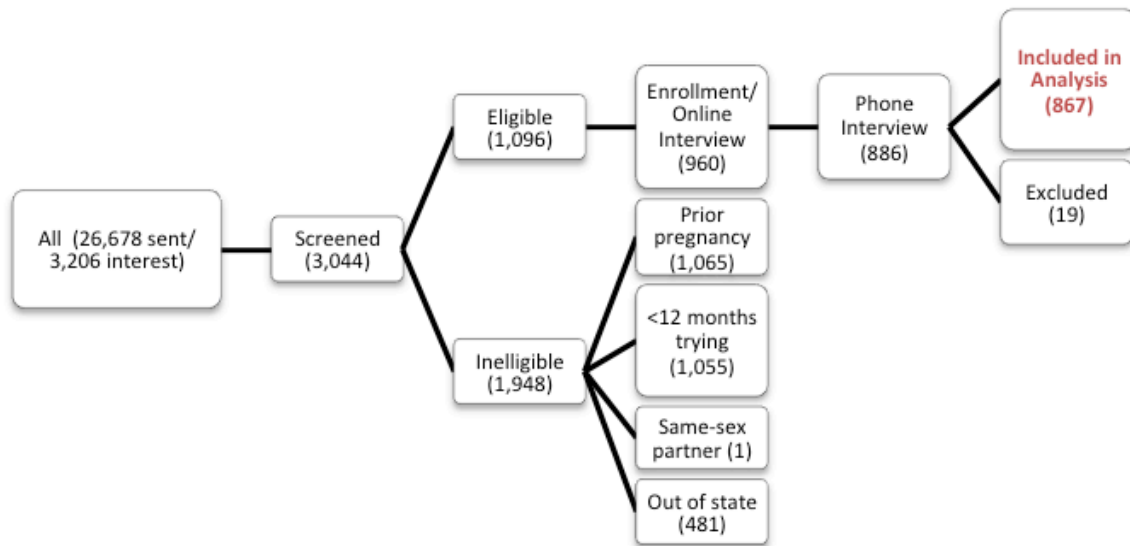 All (26,678 sent/
3,206 interest)
Screened
(3,044)
Eligible
(1,096)
Inelligible
(1,948)
Enrollment/
Online
Interview
(960)
Prior
pregnancy
(1,065)
<12 months
trying
(1,055)
Same-sex
partner (1)
Out of state
(481)
Phone
Interview
(886)
Included in
Analysis
(867)
Excluded
(19)